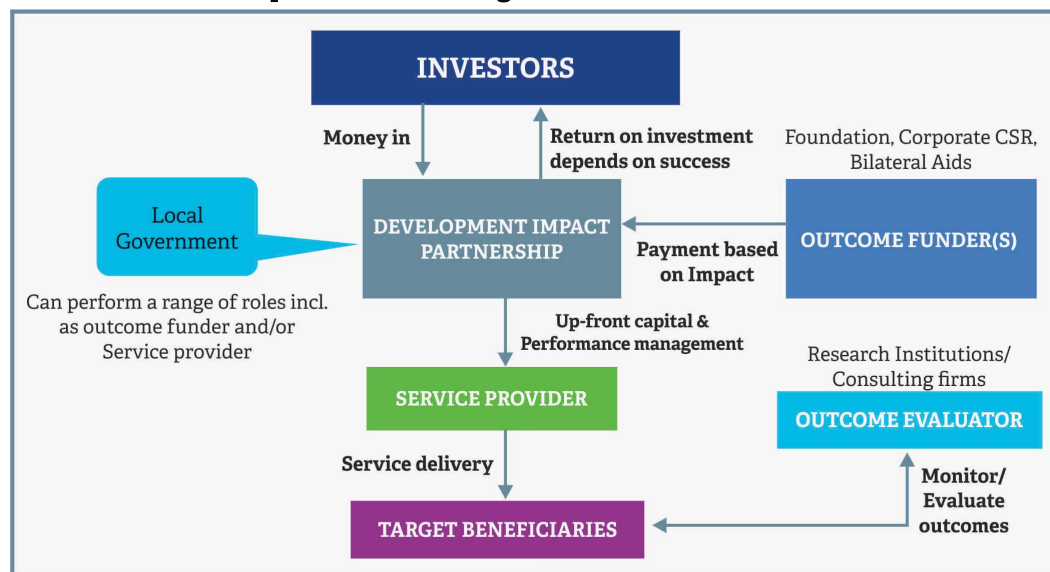 INVESTORS
Money in
Return on investment
depends on success
Foundation, Corporate CSR,
Bilateral Aids
Local
Government
DEVELOPMENT IMPACT
PARTNERSHIP
OUTCOME FUNDER(S)
Payment based
on Impact
Can perform a range of roles incl.
as outcome funder and/or
Service provider
Up-front capital &
Performance management
Research Institutions/
Consulting firms
SERVICE PROVIDER
OUTCOME EVALUATOR
Service delivery
Monitor/
Evaluate
outcomes
TARGET BENEFICIARIES